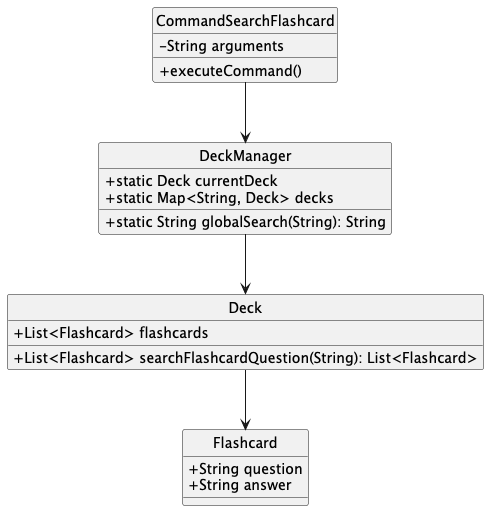 CommandSearchFlashcard
-String arguments
+executeCommand()
DeckManager
+static Deck currentDeck
+static Map<String, Deck> decks
+static String globalSearch(String): String
Deck
+List<Flashcard> flashcards
+List<Flashcard> searchFlashcardQuestion(String): List<Flashcard>
Flashcard
+String question
+String answer